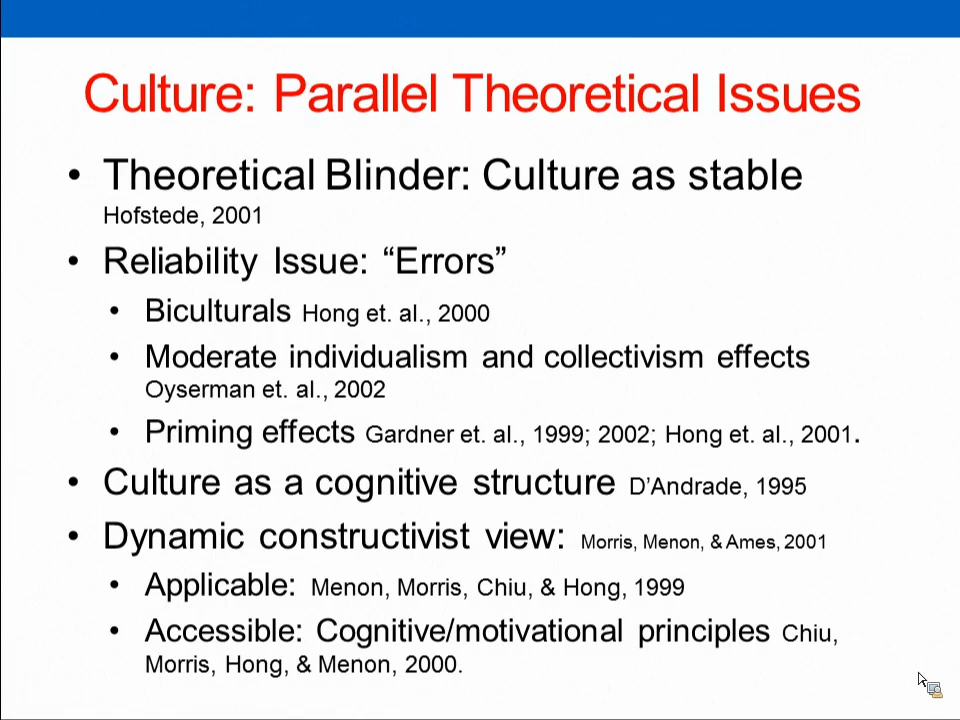 Culture: Parallel Theoretical Issues
• Theoretical Blinder: Culture as stable
Hofstede, 2001
• Reliability Issue: “Errors”
• Biculturals Hong et. al., 2000
• Moderate individualism and collectivism effects
Oyserman et. al., 2002
• Priming effects Gardner et. al., 1999; 2002; Hong et. al., 2001.
• Culture as a cognitive structure D’Andrade, 1995
• Dynamic constructivist view: Morris, Menon, & Ames, 2001
• Applicable: Menon, Morris, Chiu, & Hong, 1999
• Accessible: Cognitive/motivational principles Chiu,
Morris, Hong, & Menon, 2000.